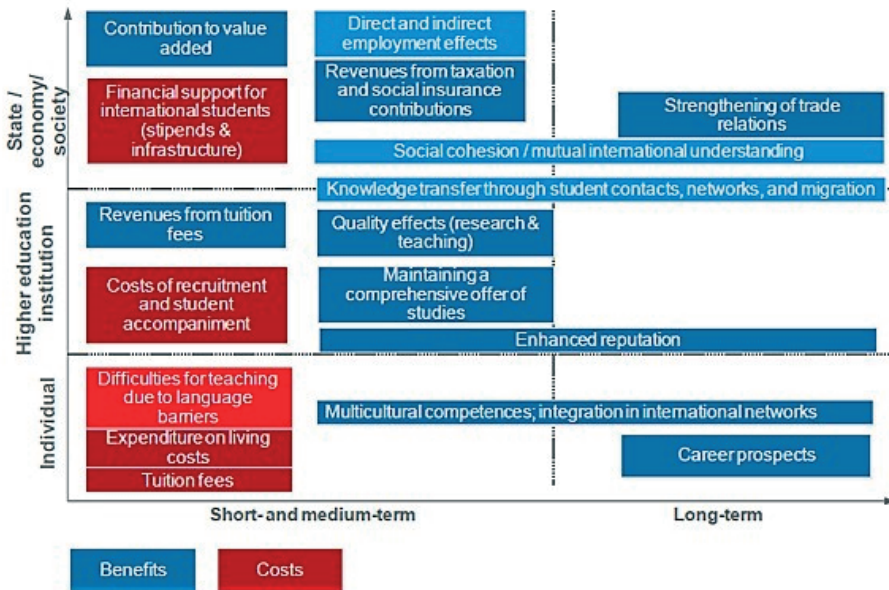 State /
economy/
society
Contribution to value
added
Direct and indirect
employment effects
Financial support for
international students
(stipends &
infrastructure)
Revenues from taxation
and social insurance
contributions
Strengthening of trade
relations
Social cohesion / mutual international understanding
Knowledge transfer through student contacts, networks, and migration
Higher education
institution
Revenues from tuition
fees
Quality effects (research &
teaching)
Costs of recruitment
and student
accompaniment
Maintaining a
comprehensive offer of
studies
Enhanced reputation
Individual
Difficulties for teaching
due to language
barriers
Multicultural competences; integration in international networks
Expenditure on living
costs
Career prospects
Tuition fees
Short- and medium-term
Long-term
Benefits
Costs